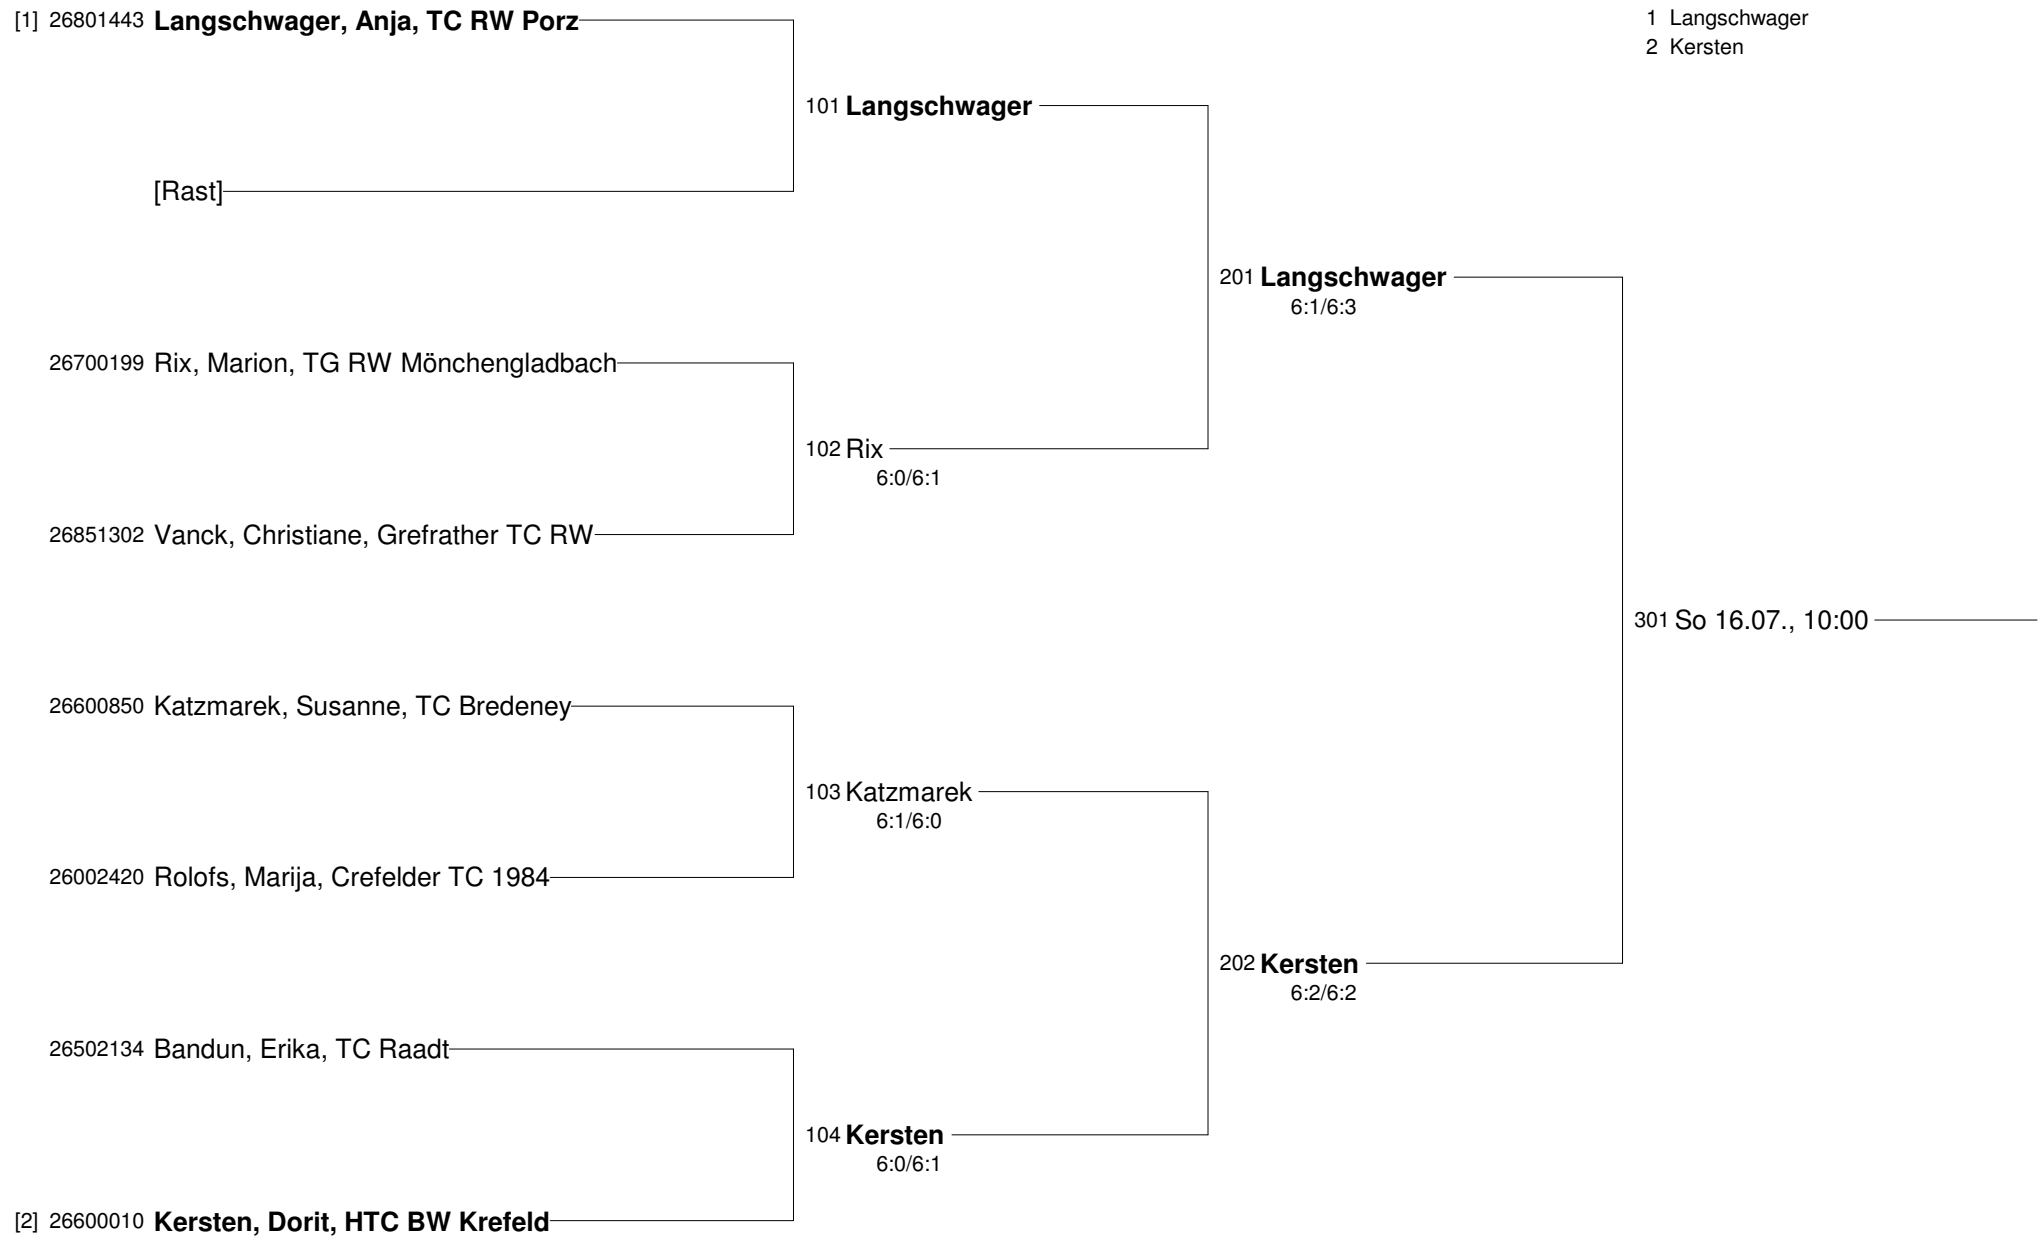 [1] 26801443 Langschwager, Anja, TC RW Porz
1 Langschwager
2 Kersten
101 Langschwager
[Rast]
201 Langschwager
6:1/6:3
26700199 Rix, Marion, TG RW Mönchengladbach
102 Rix
6:0/6:1
26851302 Vanck, Christiane, Grefrather TC RW
301 So 16.07., 10:00
26600850 Katzmarek, Susanne, TC Bredeney
103 Katzmarek
6:1/6:0
26002420 Rolofs, Marija, Crefelder TC 1984
202 Kersten
6:2/6:2
26502134 Bandun, Erika, TC Raadt
104 Kersten
6:0/6:1
[2] 26600010 Kersten, Dorit, HTC BW Krefeld